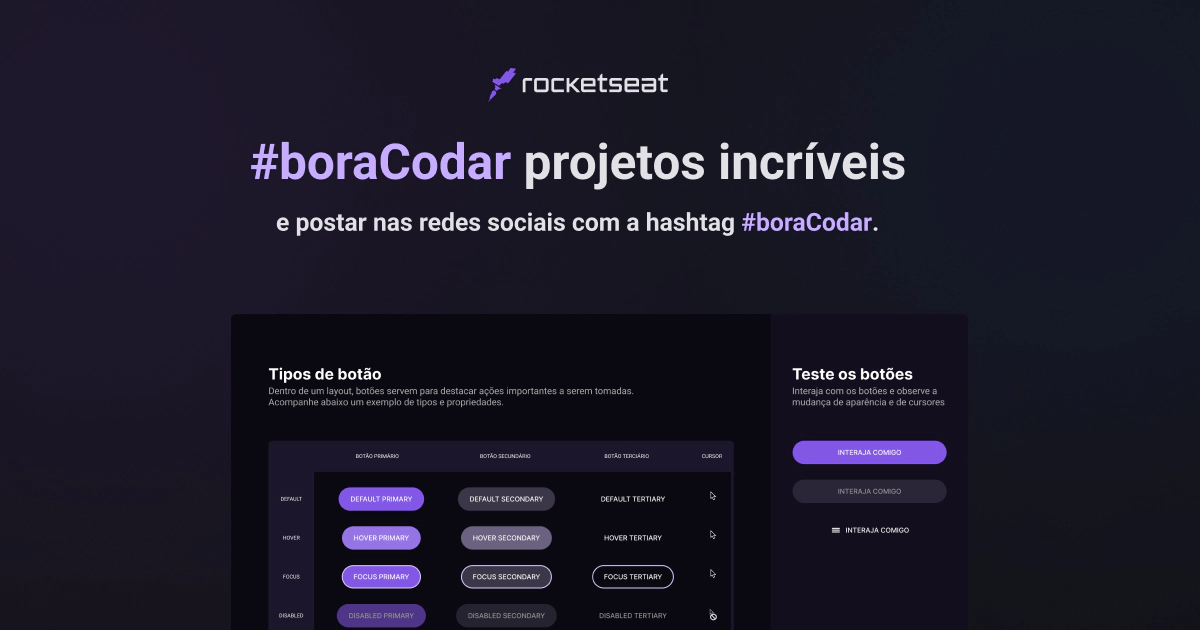 rocketseat
#boraCodar projetos incríveis
e postar nas redes sociais com a hashtag #boraCodar.
Tipos de botão
Dentro de um layout, botões servem para destacar ações importantes a serem tomadas.
Acompanhe abaixo um exemplo de tipos e propriedades.
BOTÃO PRIMÁRIO BOTÃO SECUNDÁRIO BOTÃO TERCIÁRIO CURSOR
DEFAULT DEFAULT PRIMARY DEFAULT SECONDARY DEFAULT TERTIARY
HOVER HOVER PRIMARY HOVER SECONDARY HOVER TERTIARY
FOCUS FOCUS PRIMARY FOCUS SECONDARY FOCUS TERTIARY
DISABLED DISABLED PRIMARY DISABLED SECONDARY DISABLED TERTIARY
Teste os botões
Interaja com os botões e observe a
mudança de aparência e de cursores
INTERAJA COMIGO
INTERAJA COMIGO
INTERAJA COMIGO